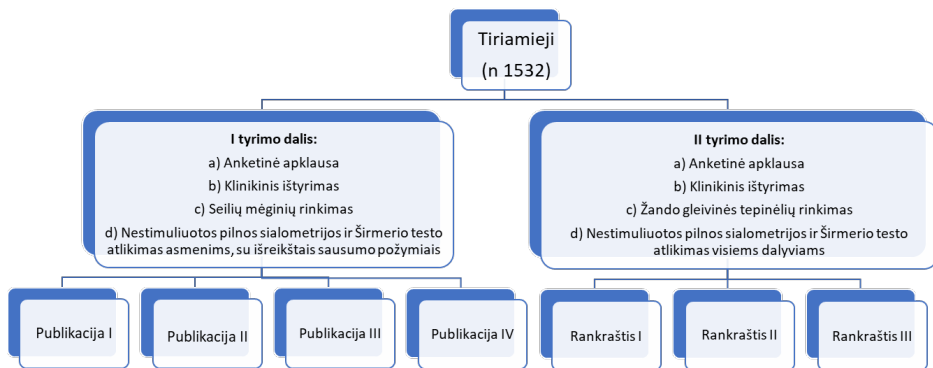 Tiriamieji
(n 1532)
I tyrimo dalis:
a) Anketinė apklausa
b) Klinikinis ištyrimas
c) Seilių mėginių rinkimas
d) Nestimuliuotos pilnos sialometrijos ir Širmerio testo
atlikimas asmenims, su išreikštais sausumo požymiais
II tyrimo dalis:
a) Anketinė apklausa
b) Klinikinis ištyrimas
c) Žando gleivinės tepinėlių rinkimas
d) Nestimuliuotos pilnos sialometrijos ir Širmerio testo
atlikimas visiems dalyviams
Publikacija I
Publikacija II
Publikacija III
Publikacija IV
Rankraštis I
Rankraštis II
Rankraštis III